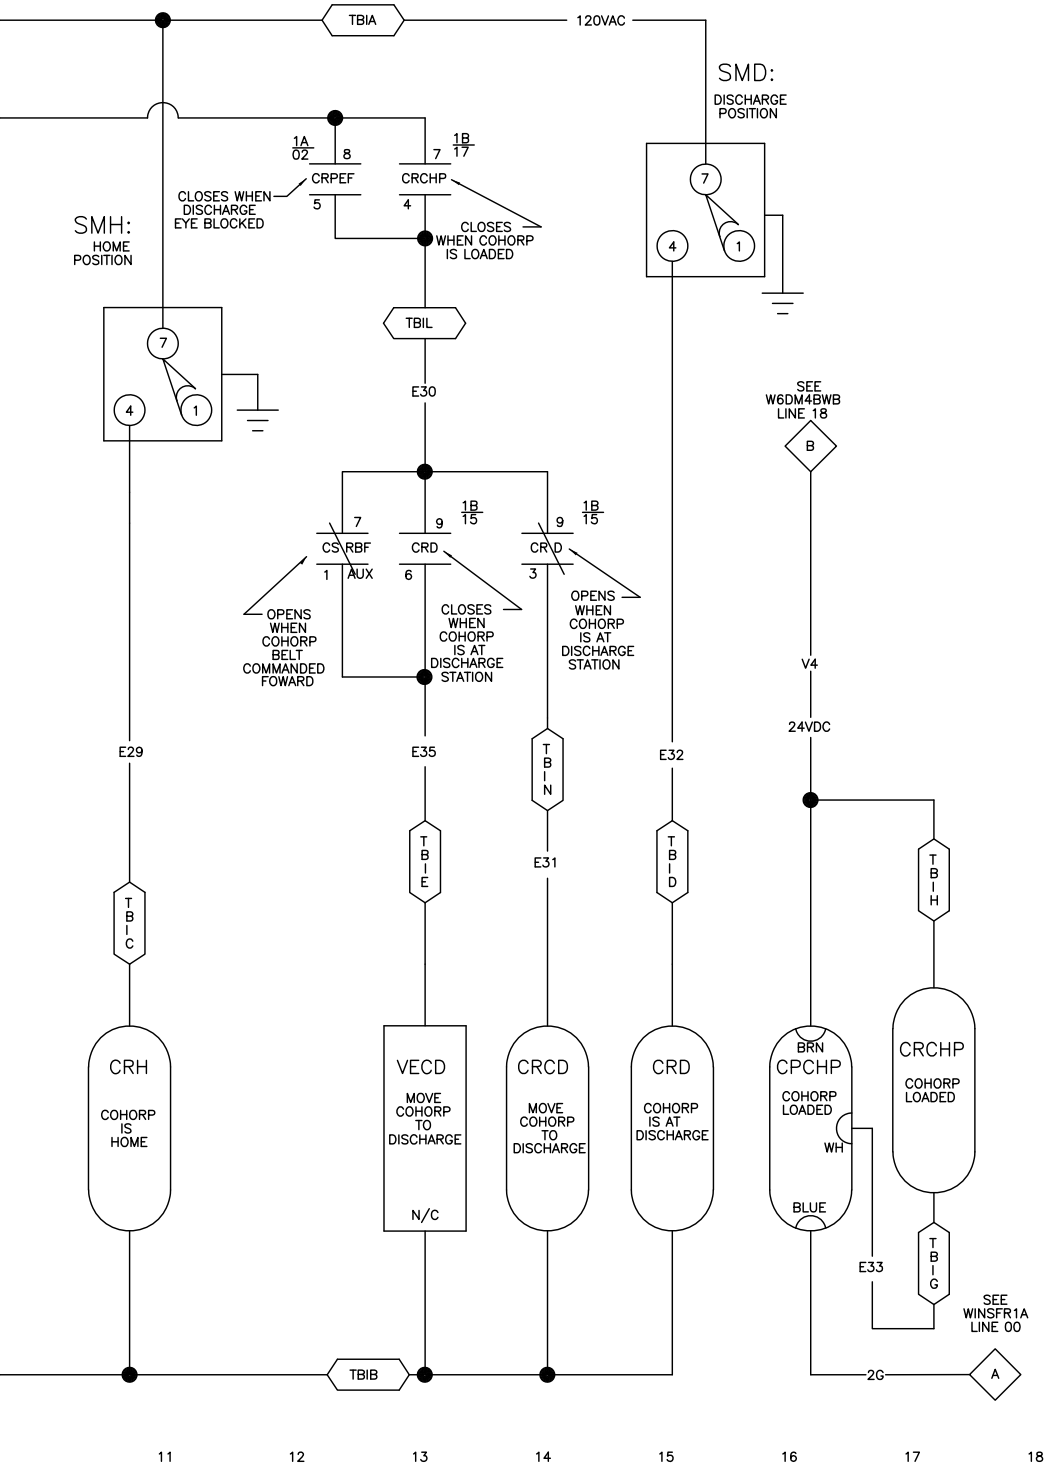 TBIA
120VAC
SMD:
DISCHARGE
POSITION
7
4
1
1A
02
8
CRPEF
5
CLOSES WHEN
DISCHARGE
EYE BLOCKED
7
1B
17
CRCHP
4
CLOSES
WHEN COHORP
IS LOADED
SMH:
HOME
POSITION
7
4
1
TBIL
E30
SEE
W6DM4BWB
LINE 18
B
7
CSRBF
1 AUX
OPENS
WHEN
COHORP
BELT
COMMANDED
FOWARD
9
1B
15
CRD
6
CLOSES
WHEN
COHORP
IS AT
DISCHARGE
STATION
9
1B
15
CRD
3
OPENS
WHEN
COHORP
IS AT
DISCHARGE
STATION
V4
24VDC
E29
E35
TBIN
E32
E31
TBIC
TBIE
TBID
TBIH
CRH
COHORP
IS
HOME
VECD
MOVE
COHORP
TO
DISCHARGE
N/C
CRCD
MOVE
COHORP
TO
DISCHARGE
CRD
COHORP
IS AT
DISCHARGE
BRN
CPCHP
COHORP
LOADED
WH
BLUE
CRCHP
COHORP
LOADED
E33
TBIG
SEE
WINSFR1A
LINE 00
TBIB
2G
A
11 12 13 14 15 16 17 18